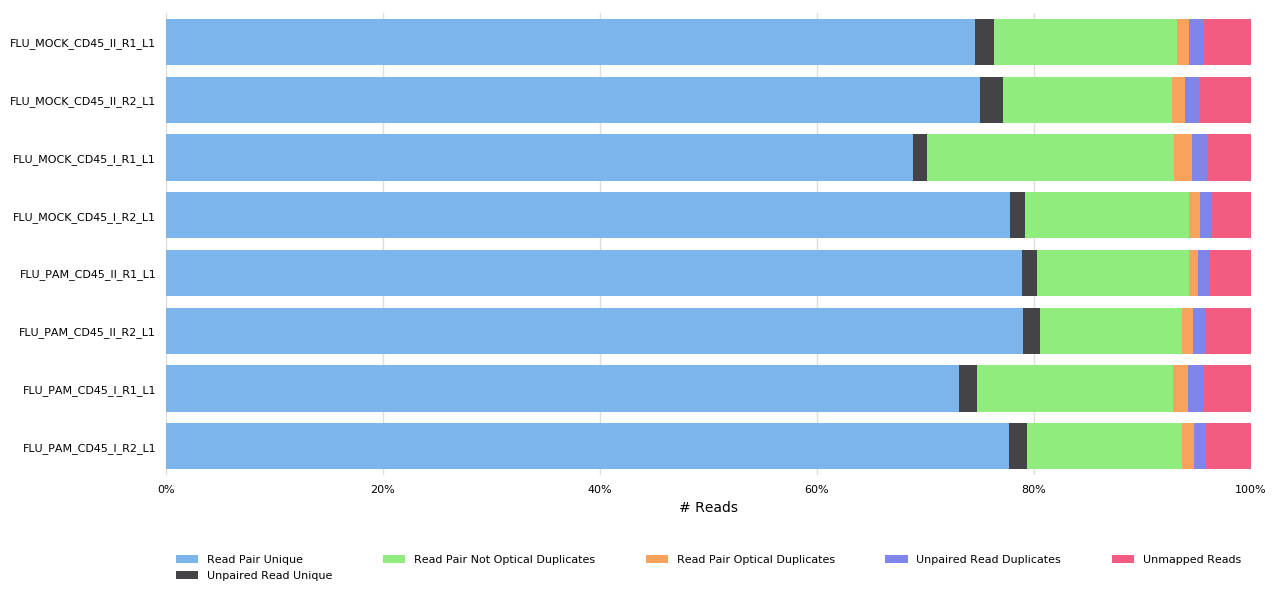 FLU_MOCK_CD45_II_R1_L1
FLU_MOCK_CD45_II_R2_L1
FLU_MOCK_CD45_I_R1_L1
FLU_MOCK_CD45_I_R2_L1
FLU_PAM_CD45_II_R1_L1
FLU_PAM_CD45_II_R2_L1
FLU_PAM_CD45_I_R1_L1
FLU_PAM_CD45_I_R2_L1
0% 20% 40% 60% 80% 100%
# Reads
Read Pair Unique Read Pair Not Optical Duplicates Read Pair Optical Duplicates Unpaired Read Duplicates Unmapped Reads
Unpaired Read Unique